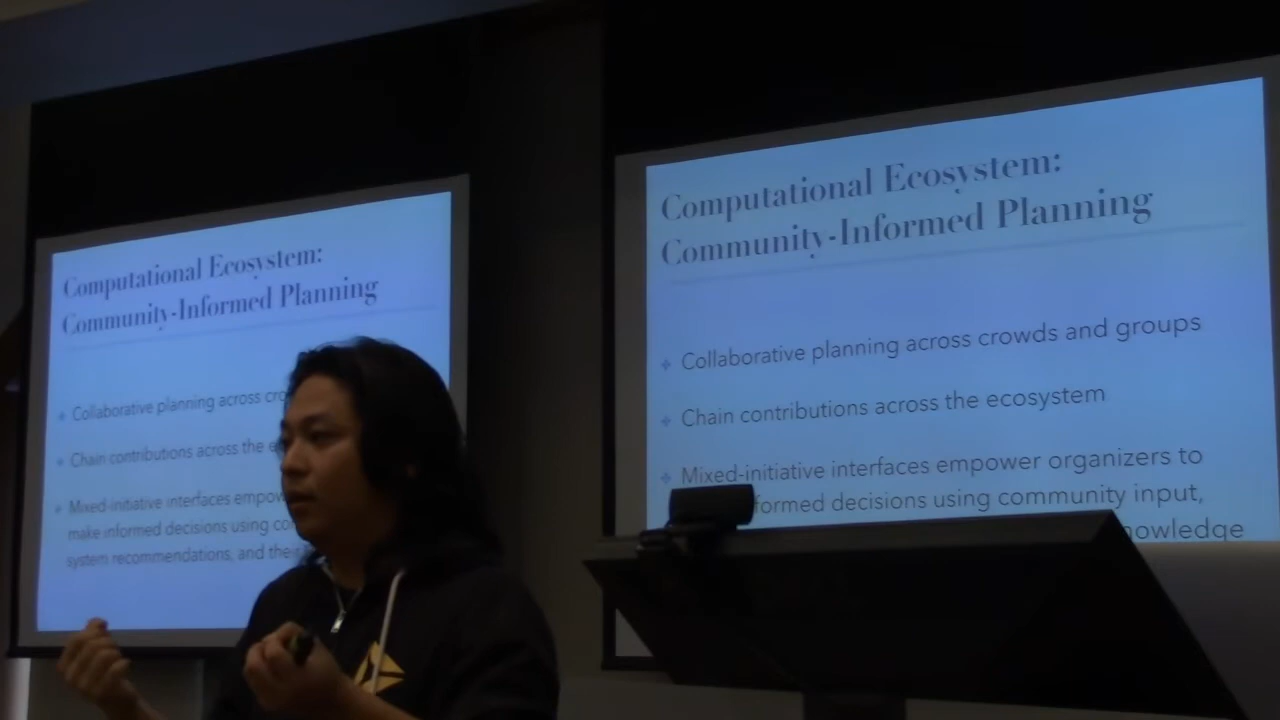 Computational Ecosystem:
Community-Informed Planning
Collaborative planning across cro
Chain contributions across the e
Mixed-initiative interfaces empow
make informed decisions using co
system recommendations, and their
Computational Ecosystem:
Community-Informed Planning
Collaborative planning across crowds and groups
Chain contributions across the ecosystem
Mixed-initiative interfaces empower organizers to
formed decisions using community input,
nowledge